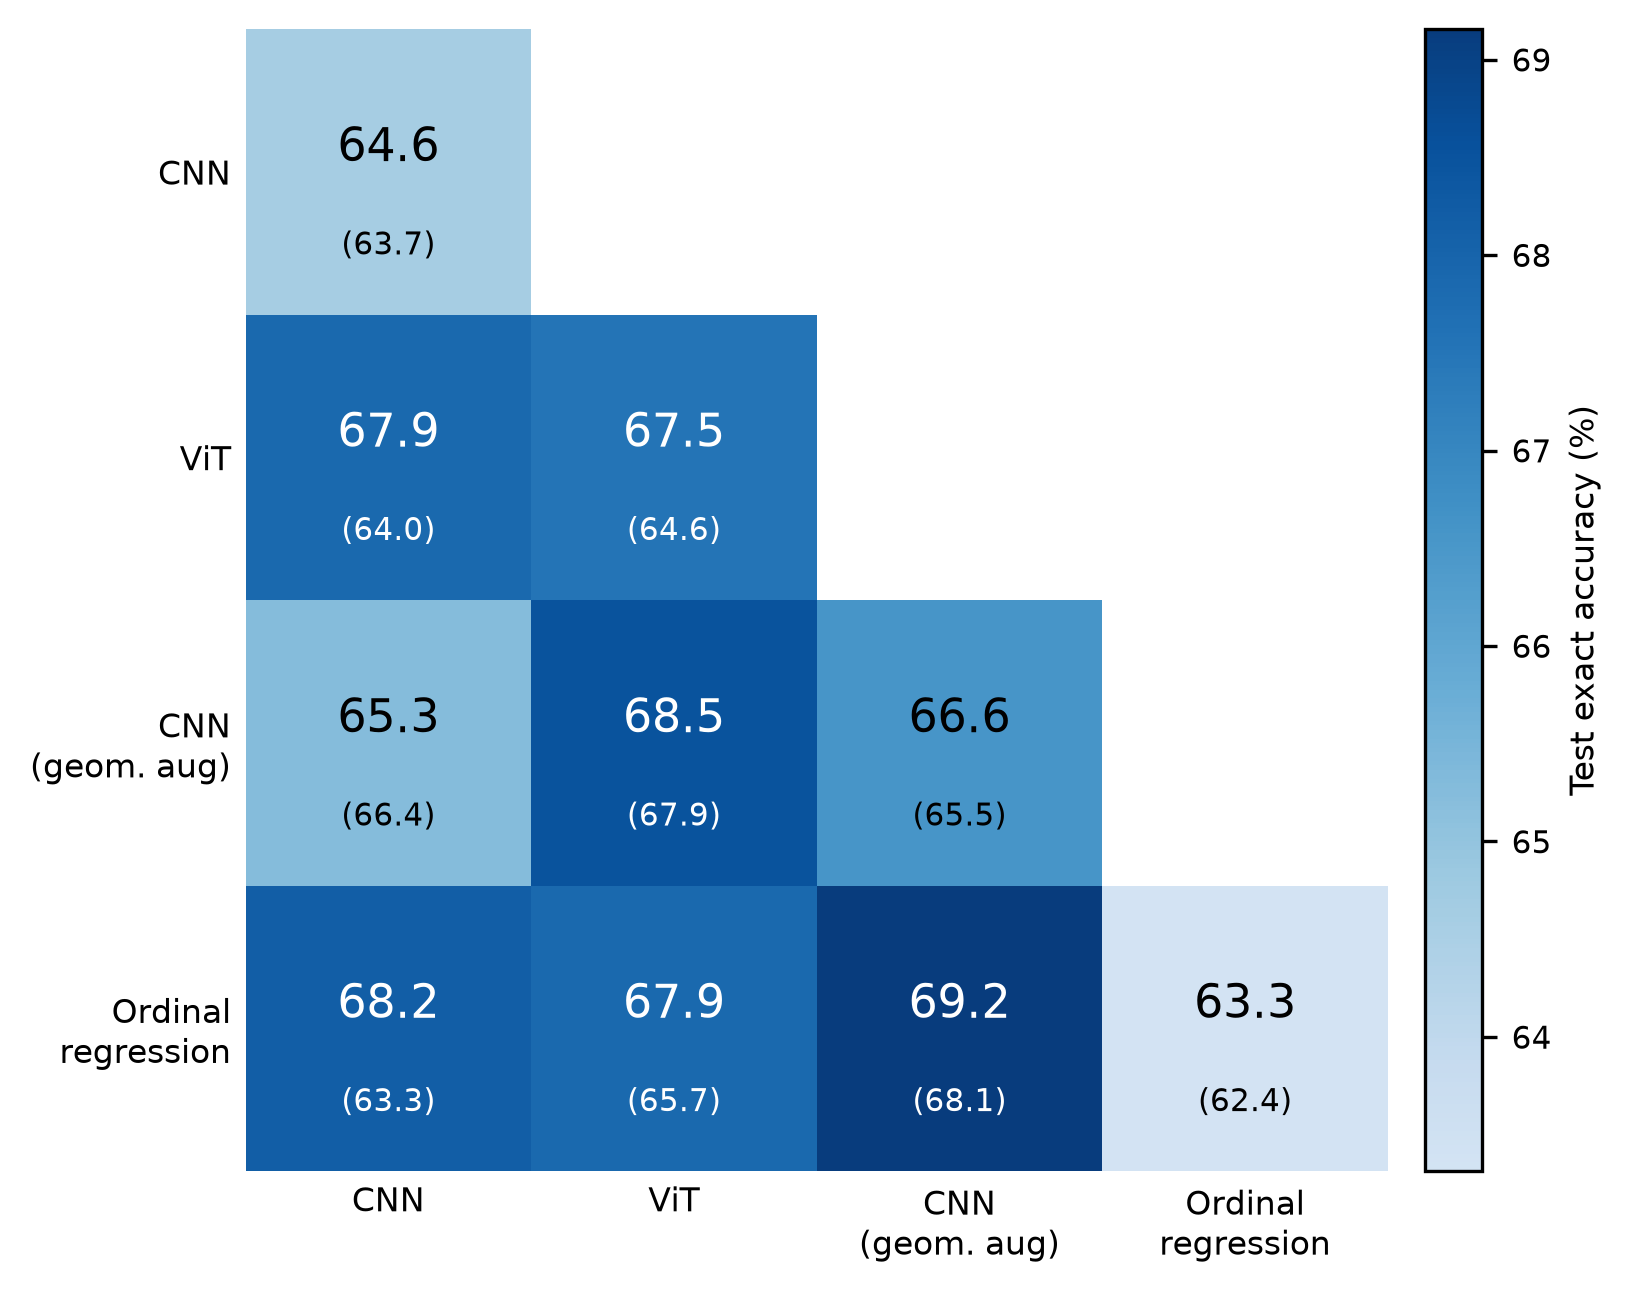 CNN
64.6
(63.7)
ViT
67.9
67.5
(64.0)
(64.6)
CNN
(geom. aug)
65.3
68.5
66.6
(66.4)
(67.9)
(65.5)
Ordinal
regression
68.2
67.9
69.2
63.3
(63.3)
(65.7)
(68.1)
(62.4)
CNN
ViT
CNN
(geom. aug)
Ordinal
regression
69
68
67
66
65
64
Test exact accuracy (%)